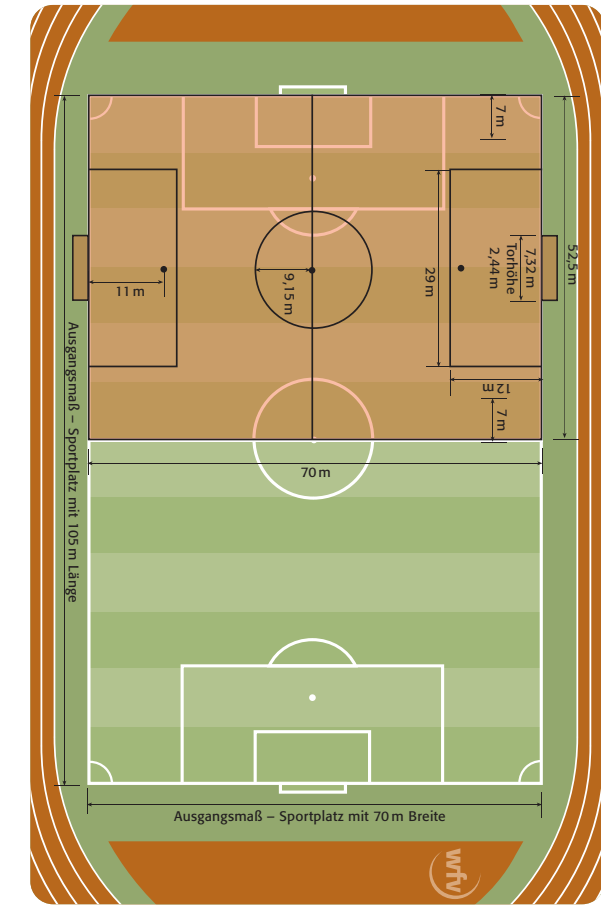 7 m
52,5 m
7,32 m
Torhöhe
2,44 m
29 m
9,15 m
11 m
12 m
7 m
70 m
Ausgangsmaß – Sportplatz mit 105 m Länge
Ausgangsmaß – Sportplatz mit 70 m Breite
wfv